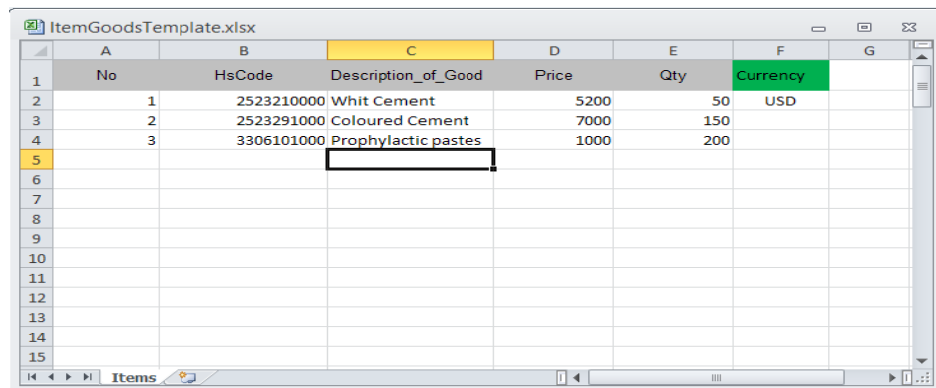 ItemGoodsTemplate.xlsx
A B C D E F G
1 No HsCode Description_of_Good Price Qty Currency
2 1 2523210000 Whit Cement 5200 50 USD
3 2 2523291000 Coloured Cement 7000 150
4 3 3306101000 Prophylactic pastes 1000 200
5
6
7
8
9
10
11
12
13
14
15
Items